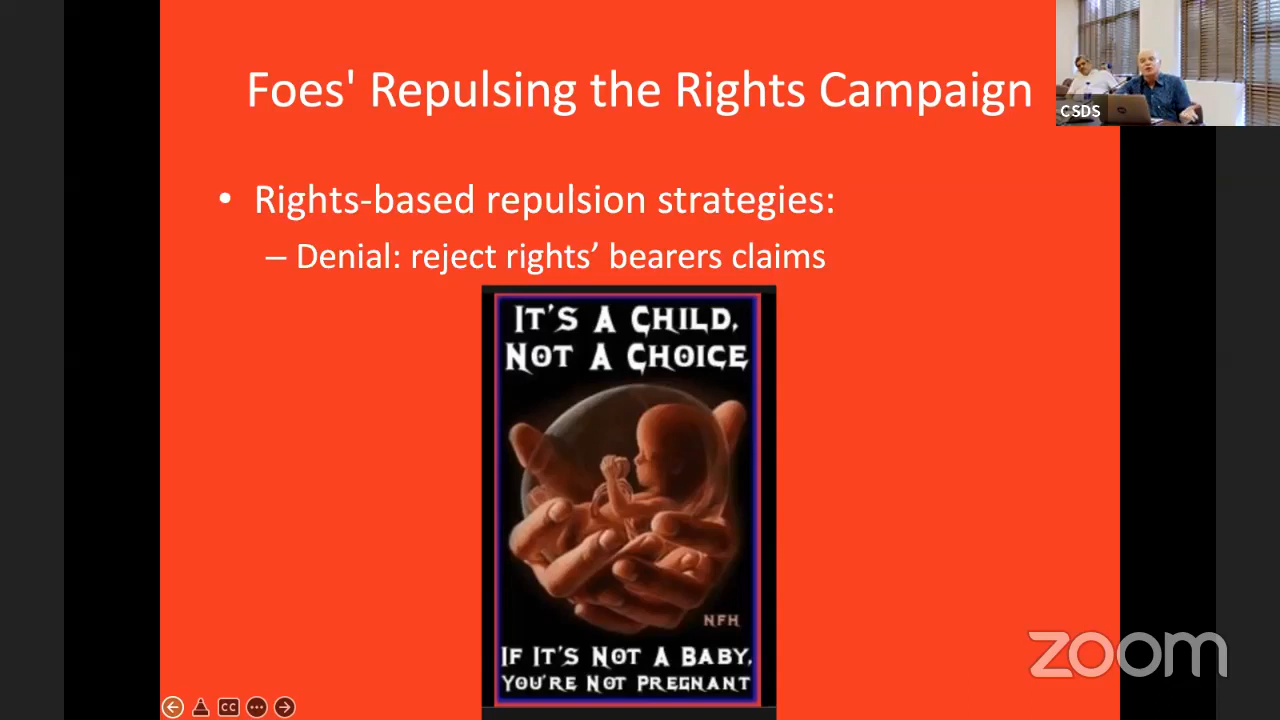 Foes' Repulsing the Rights Campaign
CSDS
• Rights-based repulsion strategies:
– Denial: reject rights’ bearers claims
IT'S A CHILD,
NOT A CHOICE
NFH
IF IT'S NOT A BABY,
YOU'RE NOT PREGNANT
zoom
CC